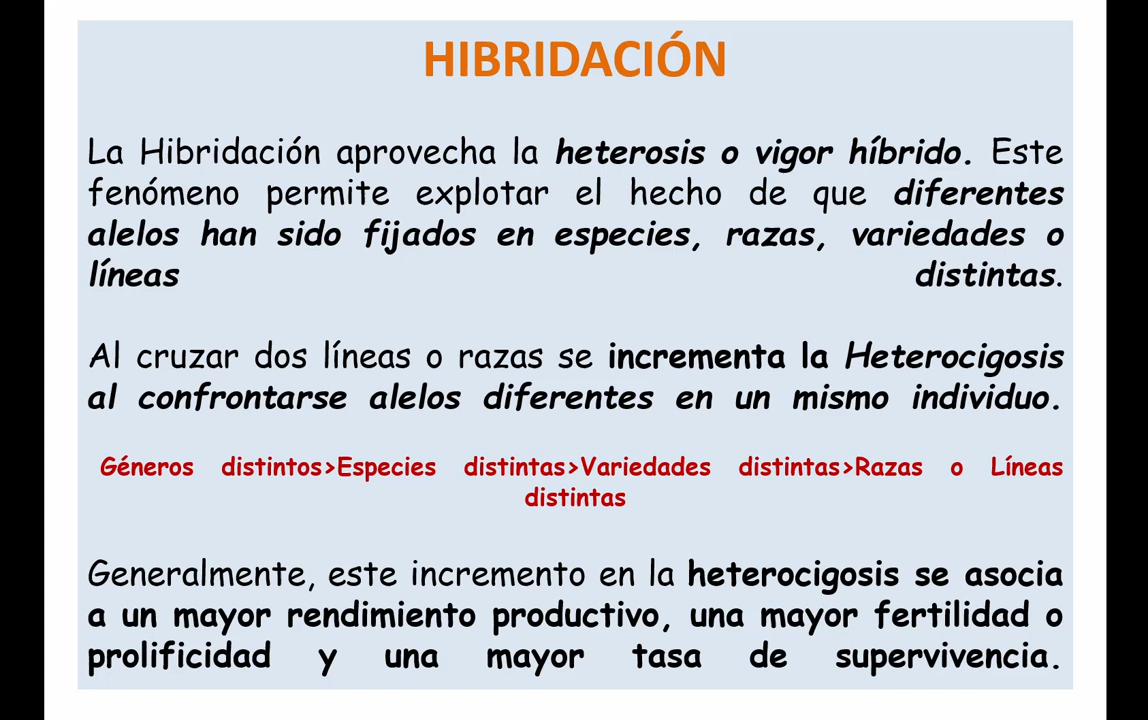 HIBRIDACIÓN
La Hibridación aprovecha la heterosis o vigor híbrido. Este
fenómeno permite explotar el hecho de que diferentes
alelos han sido fijados en especies, razas, variedades o
líneas distintas.
Al cruzar dos líneas o razas se incrementa la Heterocigosis
al confrontarse alelos diferentes en un mismo individuo.
Géneros distintos>Especies distintas>Variedades distintas>Razas o Líneas
distintas
Generalmente, este incremento en la heterocigosis se asocia
a un mayor rendimiento productivo, una mayor fertilidad o
prolificidad y una mayor tasa de supervivencia.